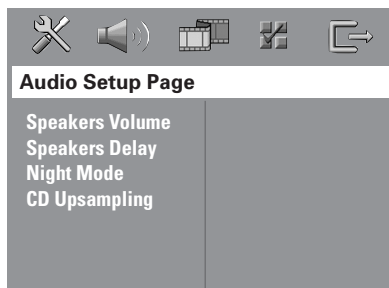 Audio Setup Page
Speakers Volume
Speakers Delay
Night Mode
CD Upsampling